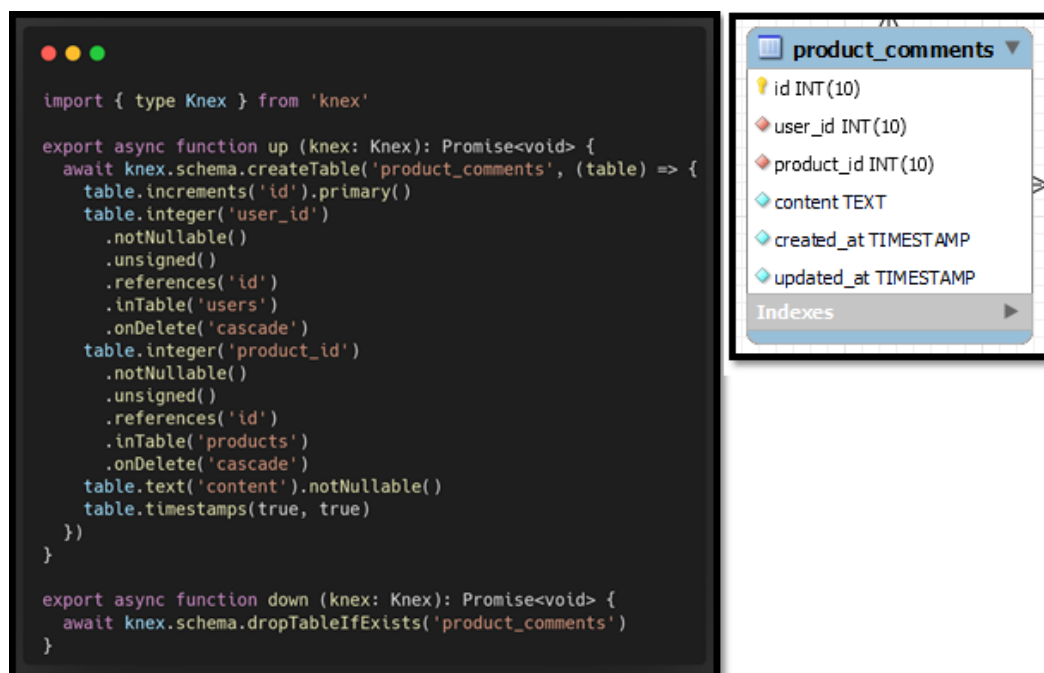 import { type Knex } from 'knex'
export async function up (knex: Knex): Promise<void> {
  await knex.schema.createTable('product_comments', (table) => {
    table.increments('id').primary()
    table.integer('user_id')
      .notNullable()
      .unsigned()
      .references('id')
      .inTable('users')
      .onDelete('cascade')
    table.integer('product_id')
      .notNullable()
      .unsigned()
      .references('id')
      .inTable('products')
      .onDelete('cascade')
    table.text('content').notNullable()
    table.timestamps(true, true)
  })
}
export async function down (knex: Knex): Promise<void> {
  await knex.schema.dropTableIfExists('product_comments')
}
product_comments
id INT(10)
user_id INT(10)
product_id INT(10)
content TEXT
created_at TIMESTAMP
updated_at TIMESTAMP
Indexes